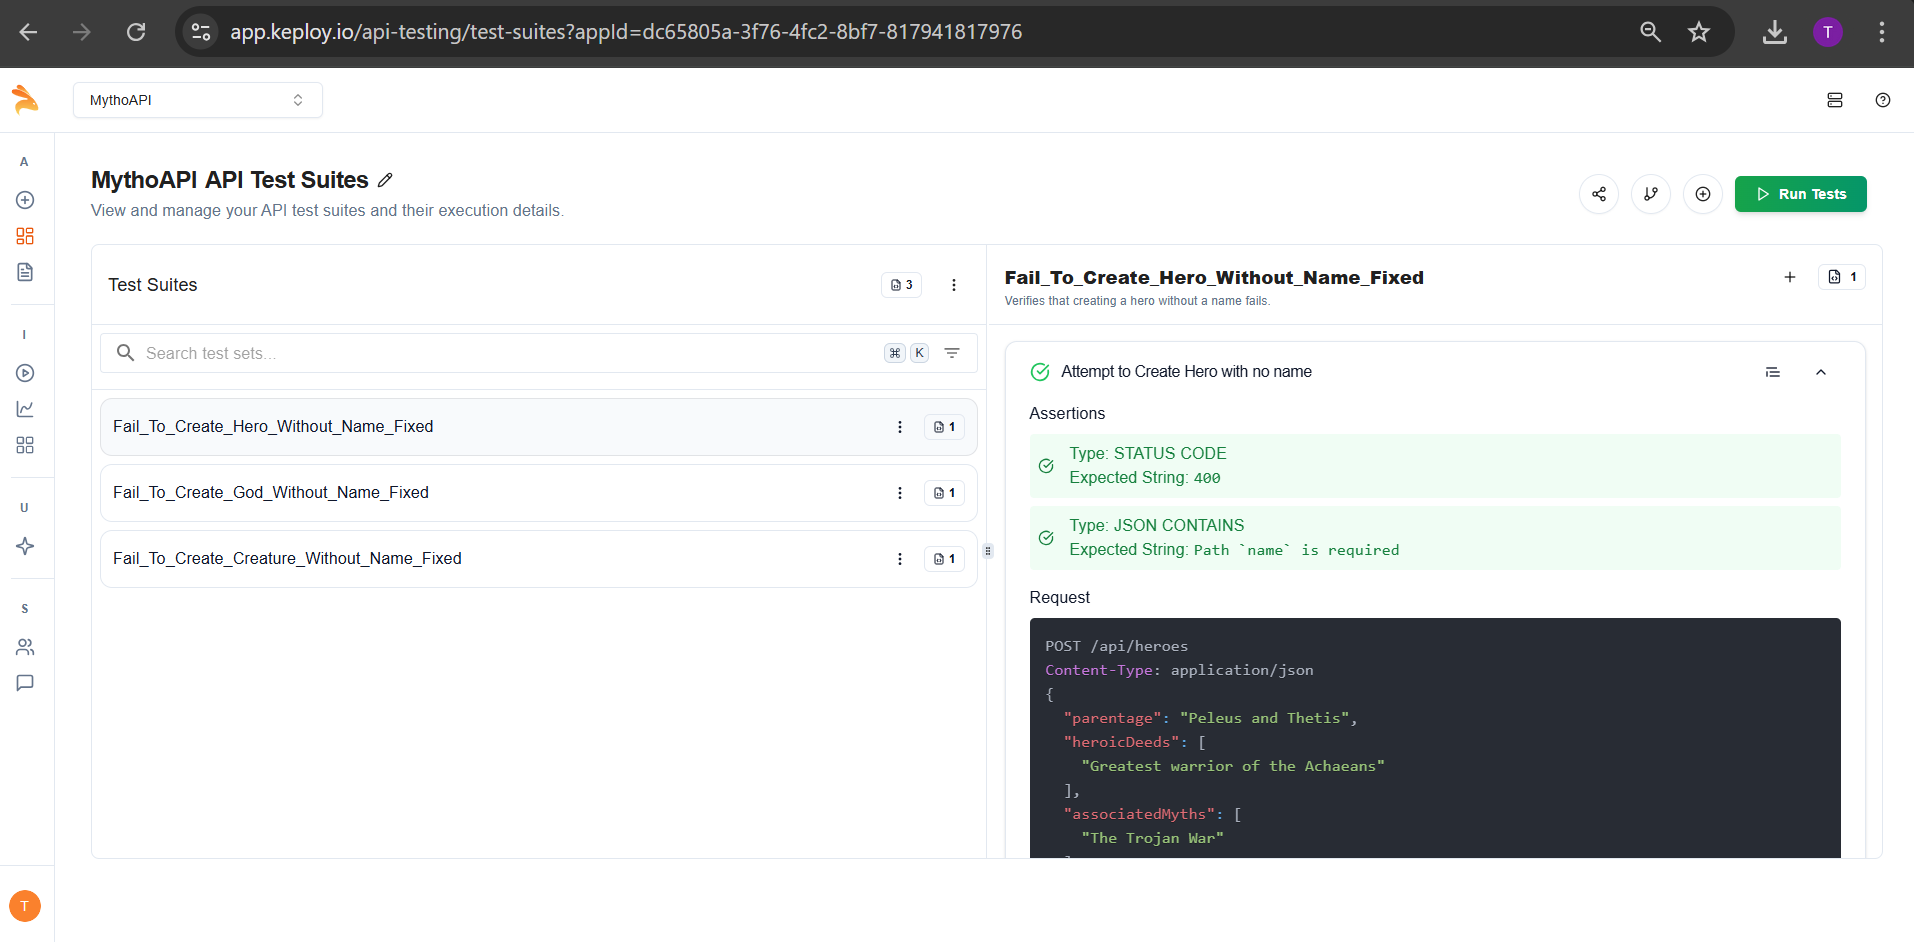 app.keploy.io/api-testing/test-suites?appId=dc65805a-3f76-4fc2-8bf7-817941817976
T
MythoAPI
A
I
U
S
T
MythoAPI API Test Suites
View and manage your API test suites and their execution details.
Run Tests
Test Suites
3
Search test sets...
⌘ K
Fail_To_Create_Hero_Without_Name_Fixed
1
Fail_To_Create_God_Without_Name_Fixed
1
Fail_To_Create_Creature_Without_Name_Fixed
1
Fail_To_Create_Hero_Without_Name_Fixed
1
Verifies that creating a hero without a name fails.
Attempt to Create Hero with no name
Assertions
Type: STATUS CODE
Expected String: 400
Type: JSON CONTAINS
Expected String: Path `name` is required
Request
POST /api/heroes
Content-Type: application/json
{
"parentage": "Peleus and Thetis",
"heroicDeeds": [
"Greatest warrior of the Achaeans"
],
"associatedMyths": [
"The Trojan War"